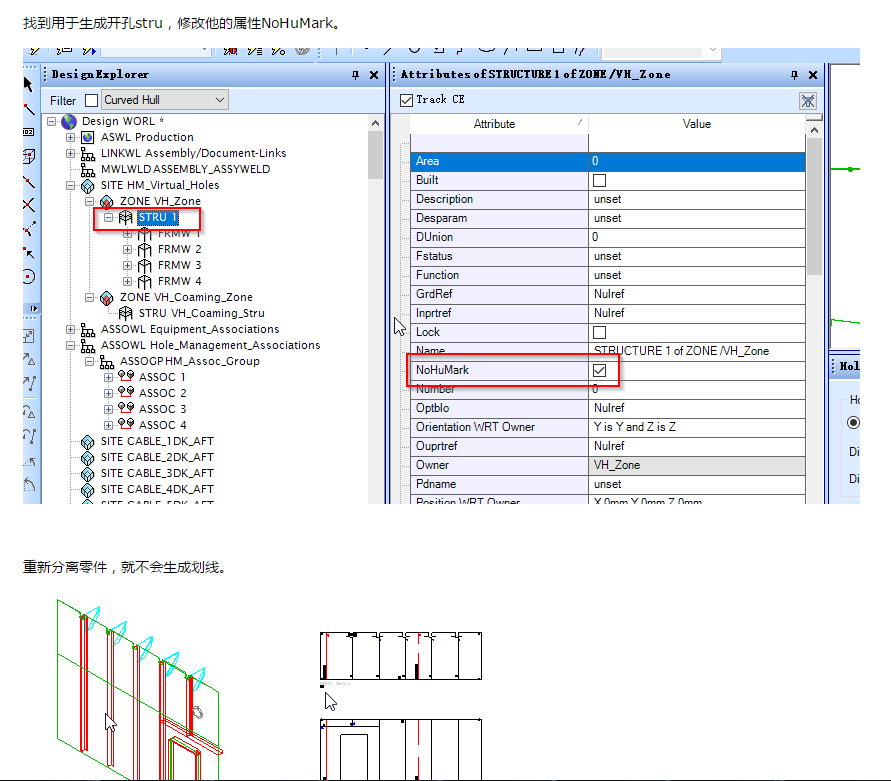 找到用于生成开孔stru，修改他的属性NoHuMark。
Design Explorer
Filter Curved Hull
Design WORL *
ASWL Production
LINKWL Assembly/Document-Links
MWLWLD ASSEMBLY_ASSYWELD
SITE HM_Virtual_Holes
ZONE VH_Zone
STRU 1
FRMW 1
FRMW 2
FRMW 3
FRMW 4
ZONE VH_Coaming_Zone
STRU VH_Coaming_Stru
ASSOWL Equipment_Associations
ASSOWL Hole_Management_Associations
ASSOGP HM_Assoc_Group
ASSOC 1
ASSOC 2
ASSOC 3
ASSOC 4
SITE CABLE_1DK_AFT
SITE CABLE_2DK_AFT
SITE CABLE_3DK_AFT
SITE CABLE_4DK_AFT
SITE CABLE_5DK_AFT
Attributes of STRUCTURE 1 of ZONE /VH_Zone
Track CE
Attribute Value
Area 0
Built
Description unset
Desparam unset
DUnion 0
Fstatus unset
Function unset
GrdRef Nulref
Inprtref Nulref
Lock
Name STRUCTURE 1 of ZONE /VH_Zone
NoHuMark
Number 0
Optblo Nulref
Orientation WRT Owner Y is Y and Z is Z
Ouprtref Nulref
Owner VH_Zone
Pdname unset
Position WRT Owner X 0mm Y 0mm Z 0mm
Hol
Ho
Di
Di
重新分离零件，就不会生成划线。